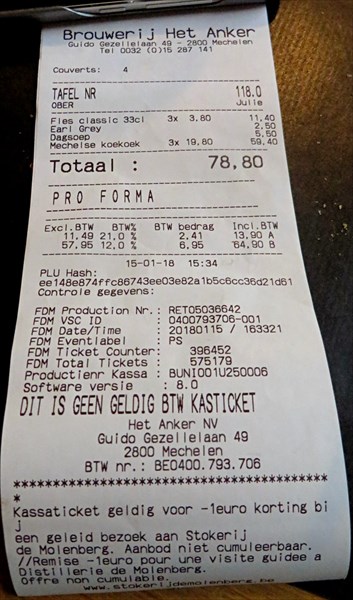 Brouwerij Het Anker
Guido Gezellelaan 49 - 2800 Mechelen
Tel 0032 (0)15 287 141
Couverts: 4
TAFEL NR 118.0
OBER Julie
Fles classic 33cl 3x 3,80 11,40
Earl Grey 2,50
Dagsoep 5,50
Mechelse koekoek 3x 19,80 59,40
Totaal : 78,80
PRO FORMA
Excl.BTW BTW% BTW bedrag Incl.BTW
11,49 21,0 % 2,41 13,90 A
57,95 12,0 % 6,95 64,90 B
15-01-18 15:34
PLU Hash:
ee148e874ffc86743ee03e82a1b5c6cc36d21d61
Controle gegevens:
FDM Production Nr.: RET05036642
FDM VSC ID : 0400793706-001
FDM Date/Time : 20180115 / 163321
FDM Eventlabel : PS
FDM Ticket Counter: 396452
FDM Total Tickets : 575179
Productienr Kassa : BUNI001U250006
Software versie : 8.0
DIT IS GEEN GELDIG BTW KASTICKET
Het Anker NV
Guido Gezellelaan 49
2800 Mechelen
BTW nr.: BE0400.793.706
****************************************
*
Kassaticket geldig voor -1euro korting bi
j
een geleid bezoek aan Stokerij
de Molenberg. Aanbod niet cumuleerbaar.
//Remise -1euro pour une visite guidee a
Distillerie de Molenberg.
Offre non cumulable.
www.stokerijdemolenberg.be